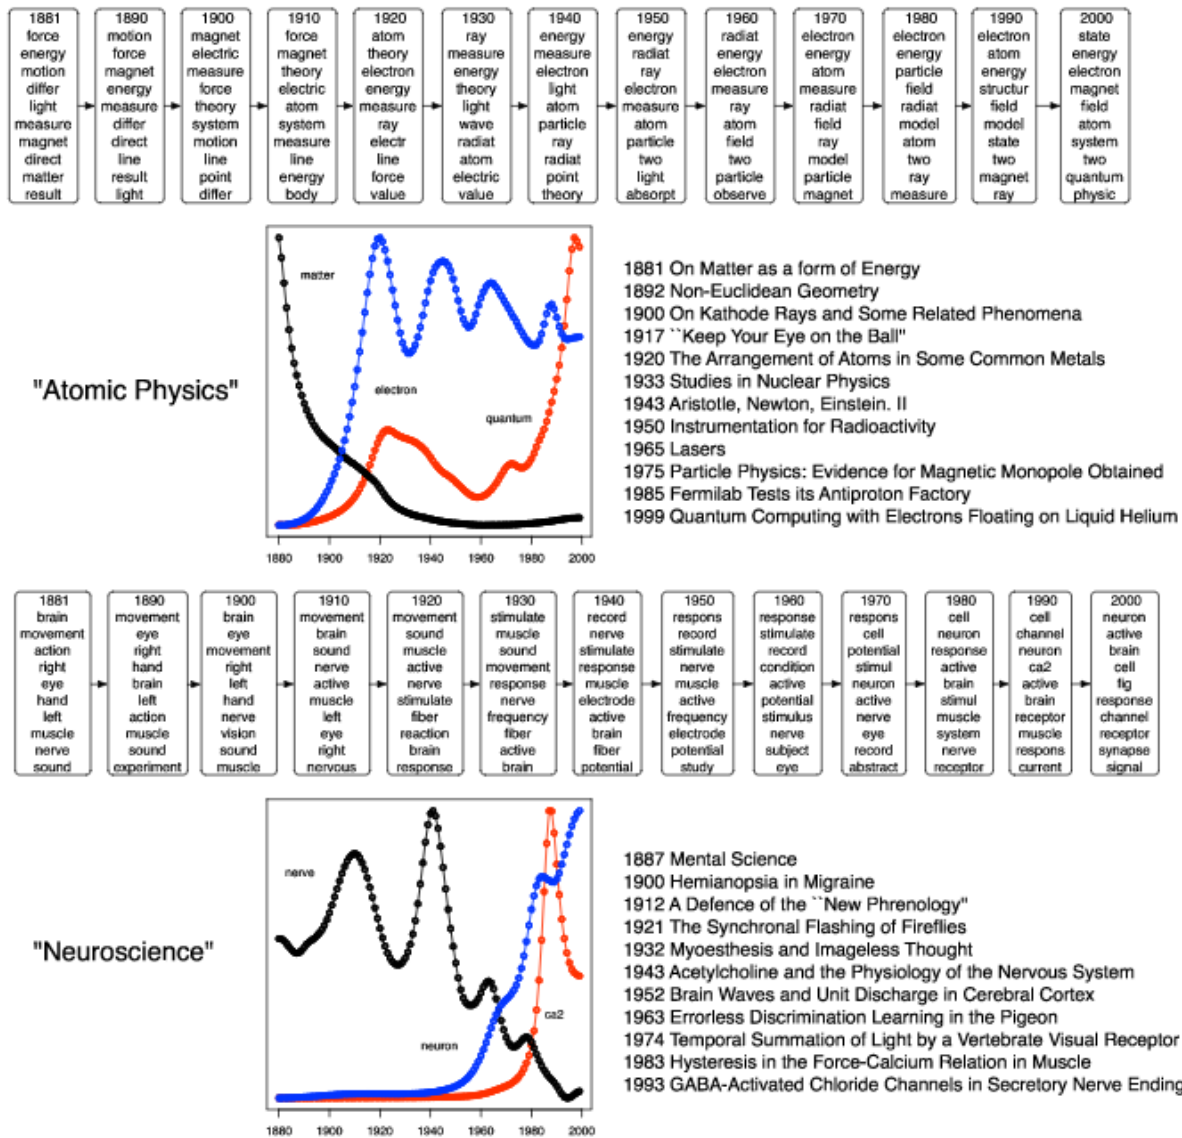 1881 1890 1900 1910 1920 1930 1940 1950 1960 1970 1980 1990 2000
force motion magnet force atom ray energy energy radiat electron electron electron state
energy force electric magnet theory measure measure radiat energy energy energy atom energy
motion magnet measure theory electron energy electron ray electron atom particle energy electron
differ energy force electric energy theory light electron measure measure field structur magnet
light measure theory atom measure light atom measure ray radiat radiat field field
measure differ system system ray wave particle atom atom field model model atom
magnet direct motion measure electr radiat ray particle field ray atom state system
direct line line line line atom radiat two two model two two two
matter result point energy force electric point light particle particle ray magnet quantum
result light differ body value value theory absorpt observe magnet measure ray physic
matter
electron
quantum
1880 1900 1920 1940 1960 1980 2000
"Atomic Physics"
1881 On Matter as a form of Energy
1892 Non-Euclidean Geometry
1900 On Kathode Rays and Some Related Phenomena
1917 ``Keep Your Eye on the Ball"
1920 The Arrangement of Atoms in Some Common Metals
1933 Studies in Nuclear Physics
1943 Aristotle, Newton, Einstein. II
1950 Instrumentation for Radioactivity
1965 Lasers
1975 Particle Physics: Evidence for Magnetic Monopole Obtained
1985 Fermilab Tests its Antiproton Factory
1999 Quantum Computing with Electrons Floating on Liquid Helium
1881 1890 1900 1910 1920 1930 1940 1950 1960 1970 1980 1990 2000
brain movement brain movement movement stimulate record respons response respons cell cell neuron
movement eye eye brain sound muscle nerve record stimulate cell neuron channel active
action right movement sound muscle sound stimulate stimulate record potential response neuron brain
right hand right nerve active movement response nerve condition stimul active ca2 cell
eye brain left active nerve response muscle muscle active neuron brain active fig
hand left hand muscle stimulate nerve electrode active potential active stimul brain response
left action nerve left fiber frequency active frequency stimulus nerve muscle receptor channel
muscle muscle vision eye reaction fiber brain electrode nerve eye system muscle receptor
nerve sound sound right brain active fiber potential subject record nerve respons synapse
sound experiment muscle nervous response brain potential study eye abstract receptor current signal
nerve
neuron
ca2
1880 1900 1920 1940 1960 1980 2000
"Neuroscience"
1887 Mental Science
1900 Hemianopsia in Migraine
1912 A Defence of the ``New Phrenology"
1921 The Synchronal Flashing of Fireflies
1932 Myoesthesis and Imageless Thought
1943 Acetylcholine and the Physiology of the Nervous System
1952 Brain Waves and Unit Discharge in Cerebral Cortex
1963 Errorless Discrimination Learning in the Pigeon
1974 Temporal Summation of Light by a Vertebrate Visual Receptor
1983 Hysteresis in the Force-Calcium Relation in Muscle
1993 GABA-Activated Chloride Channels in Secretory Nerve Ending